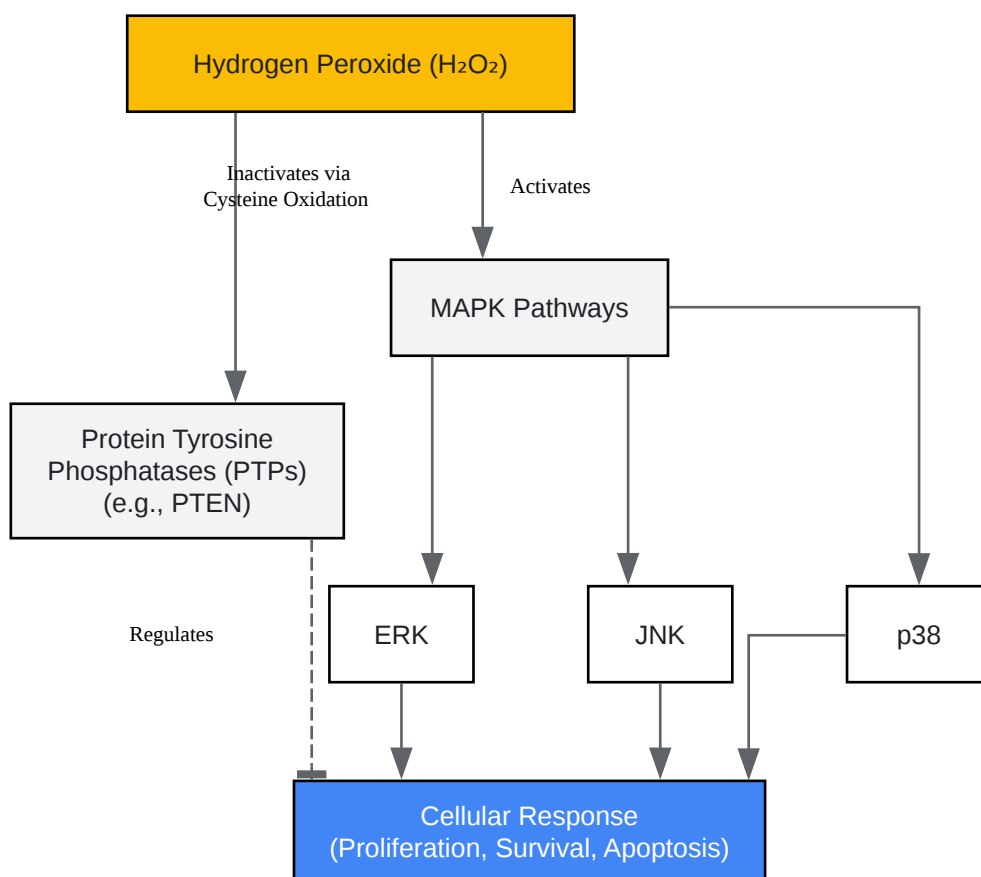 Hydrogen Peroxide (H₂O₂)
Inactivates via
Cysteine Oxidation
Activates
MAPK Pathways
Protein Tyrosine
Phosphatases (PTPs)
(e.g., PTEN)
Regulates
ERK
JNK
p38
Cellular Response
(Proliferation, Survival, Apoptosis)